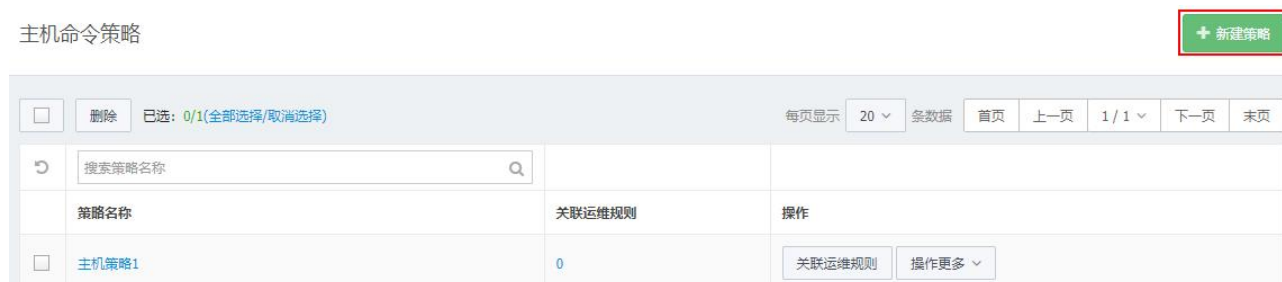 主机命令策略
+ 新建策略
删除 已选：0/1(全部选择/取消选择) 每页显示 20 条数据 首页 上一页 1 / 1 下一页 末页
搜索策略名称
策略名称 关联运维规则 操作
主机策略1 0 关联运维规则 操作更多